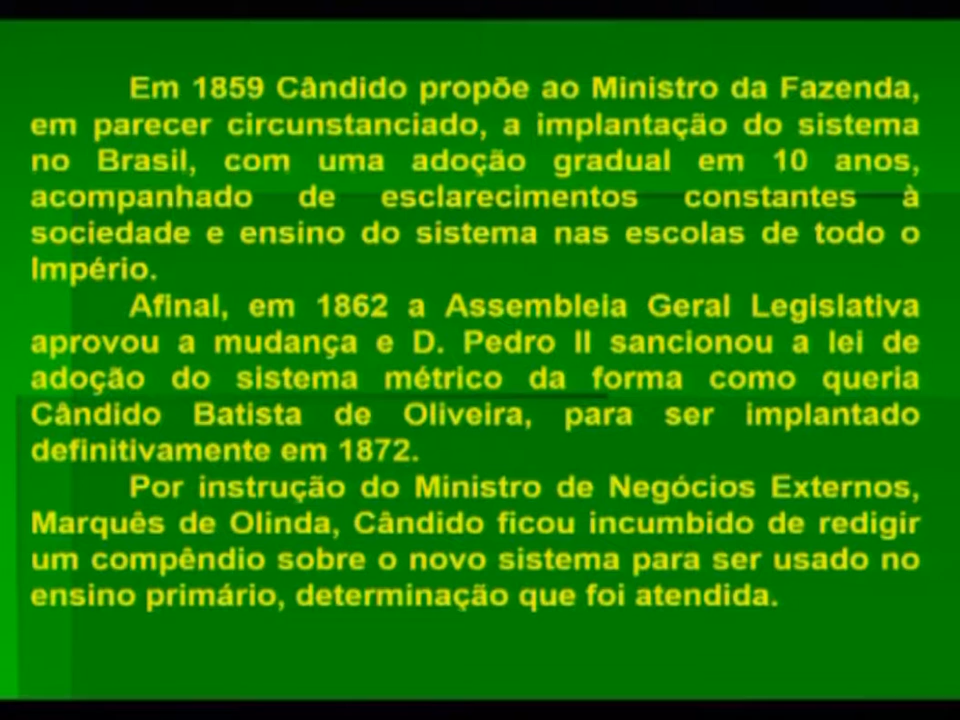 Em 1859 Cândido propõe ao Ministro da Fazenda,
em parecer circunstanciado, a implantação do sistema
no Brasil, com uma adoção gradual em 10 anos,
acompanhado de esclarecimentos constantes à
sociedade e ensino do sistema nas escolas de todo o
Império.
Afinal, em 1862 a Assembleia Geral Legislativa
aprovou a mudança e D. Pedro II sancionou a lei de
adoção do sistema métrico da forma como queria
Cândido Batista de Oliveira, para ser implantado
definitivamente em 1872.
Por instrução do Ministro de Negócios Externos,
Marquês de Olinda, Cândido ficou incumbido de redigir
um compêndio sobre o novo sistema para ser usado no
ensino primário, determinação que foi atendida.